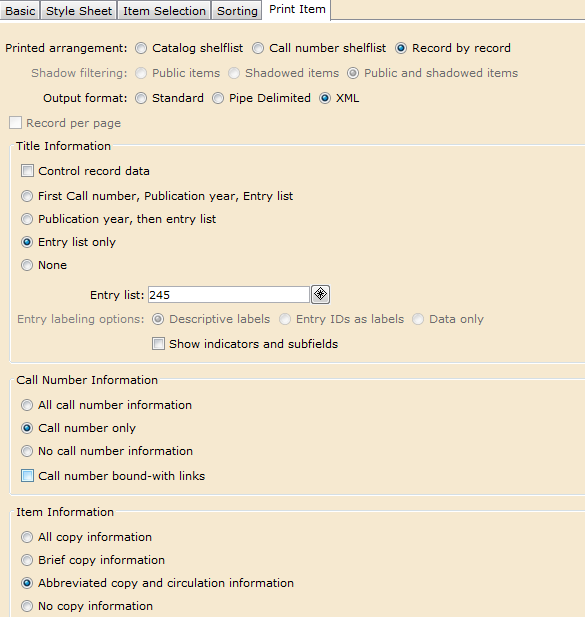 Basic Style Sheet Item Selection Sorting Print Item
Printed arrangement: Catalog shelflist Call number shelflist Record by record
Shadow filtering: Public items Shadowed items Public and shadowed items
Output format: Standard Pipe Delimited XML
Record per page
Title Information
Control record data
First Call number, Publication year, Entry list
Publication year, then entry list
Entry list only
None
Entry list: 245
Entry labeling options: Descriptive labels Entry IDs as labels Data only
Show indicators and subfields
Call Number Information
All call number information
Call number only
No call number information
Call number bound-with links
Item Information
All copy information
Brief copy information
Abbreviated copy and circulation information
No copy information